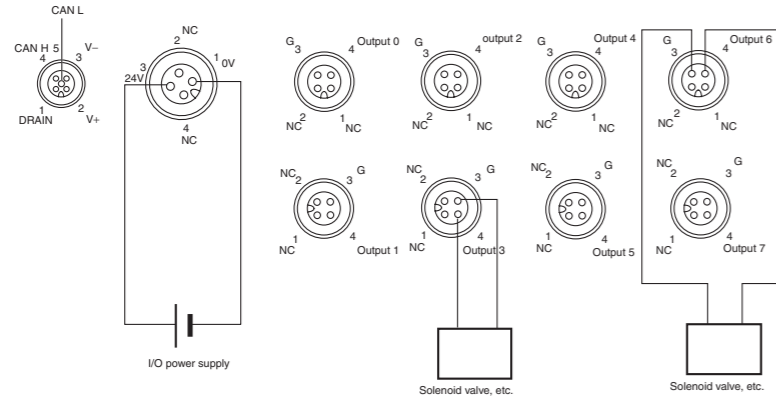 CAN L
CAN H 5 V–
4 3
1 2
DRAIN V+
NC
2
3 1 0V
24V
4
NC
I/O power supply
G 3 4 Output 0
NC 2 1 NC
G 3 4 output 2
NC 2 1 NC
G 3 4 Output 4
NC 2 1 NC
G 3 4 Output 6
NC 2 1 NC
NC 2 3 G
1 4
NC Output 1
NC 2 3 G
1 4
NC Output 3
NC 2 3 G
1 4
NC Output 5
NC 2 3 G
1 4
NC Output 7
Solenoid valve, etc.
Solenoid valve, etc.